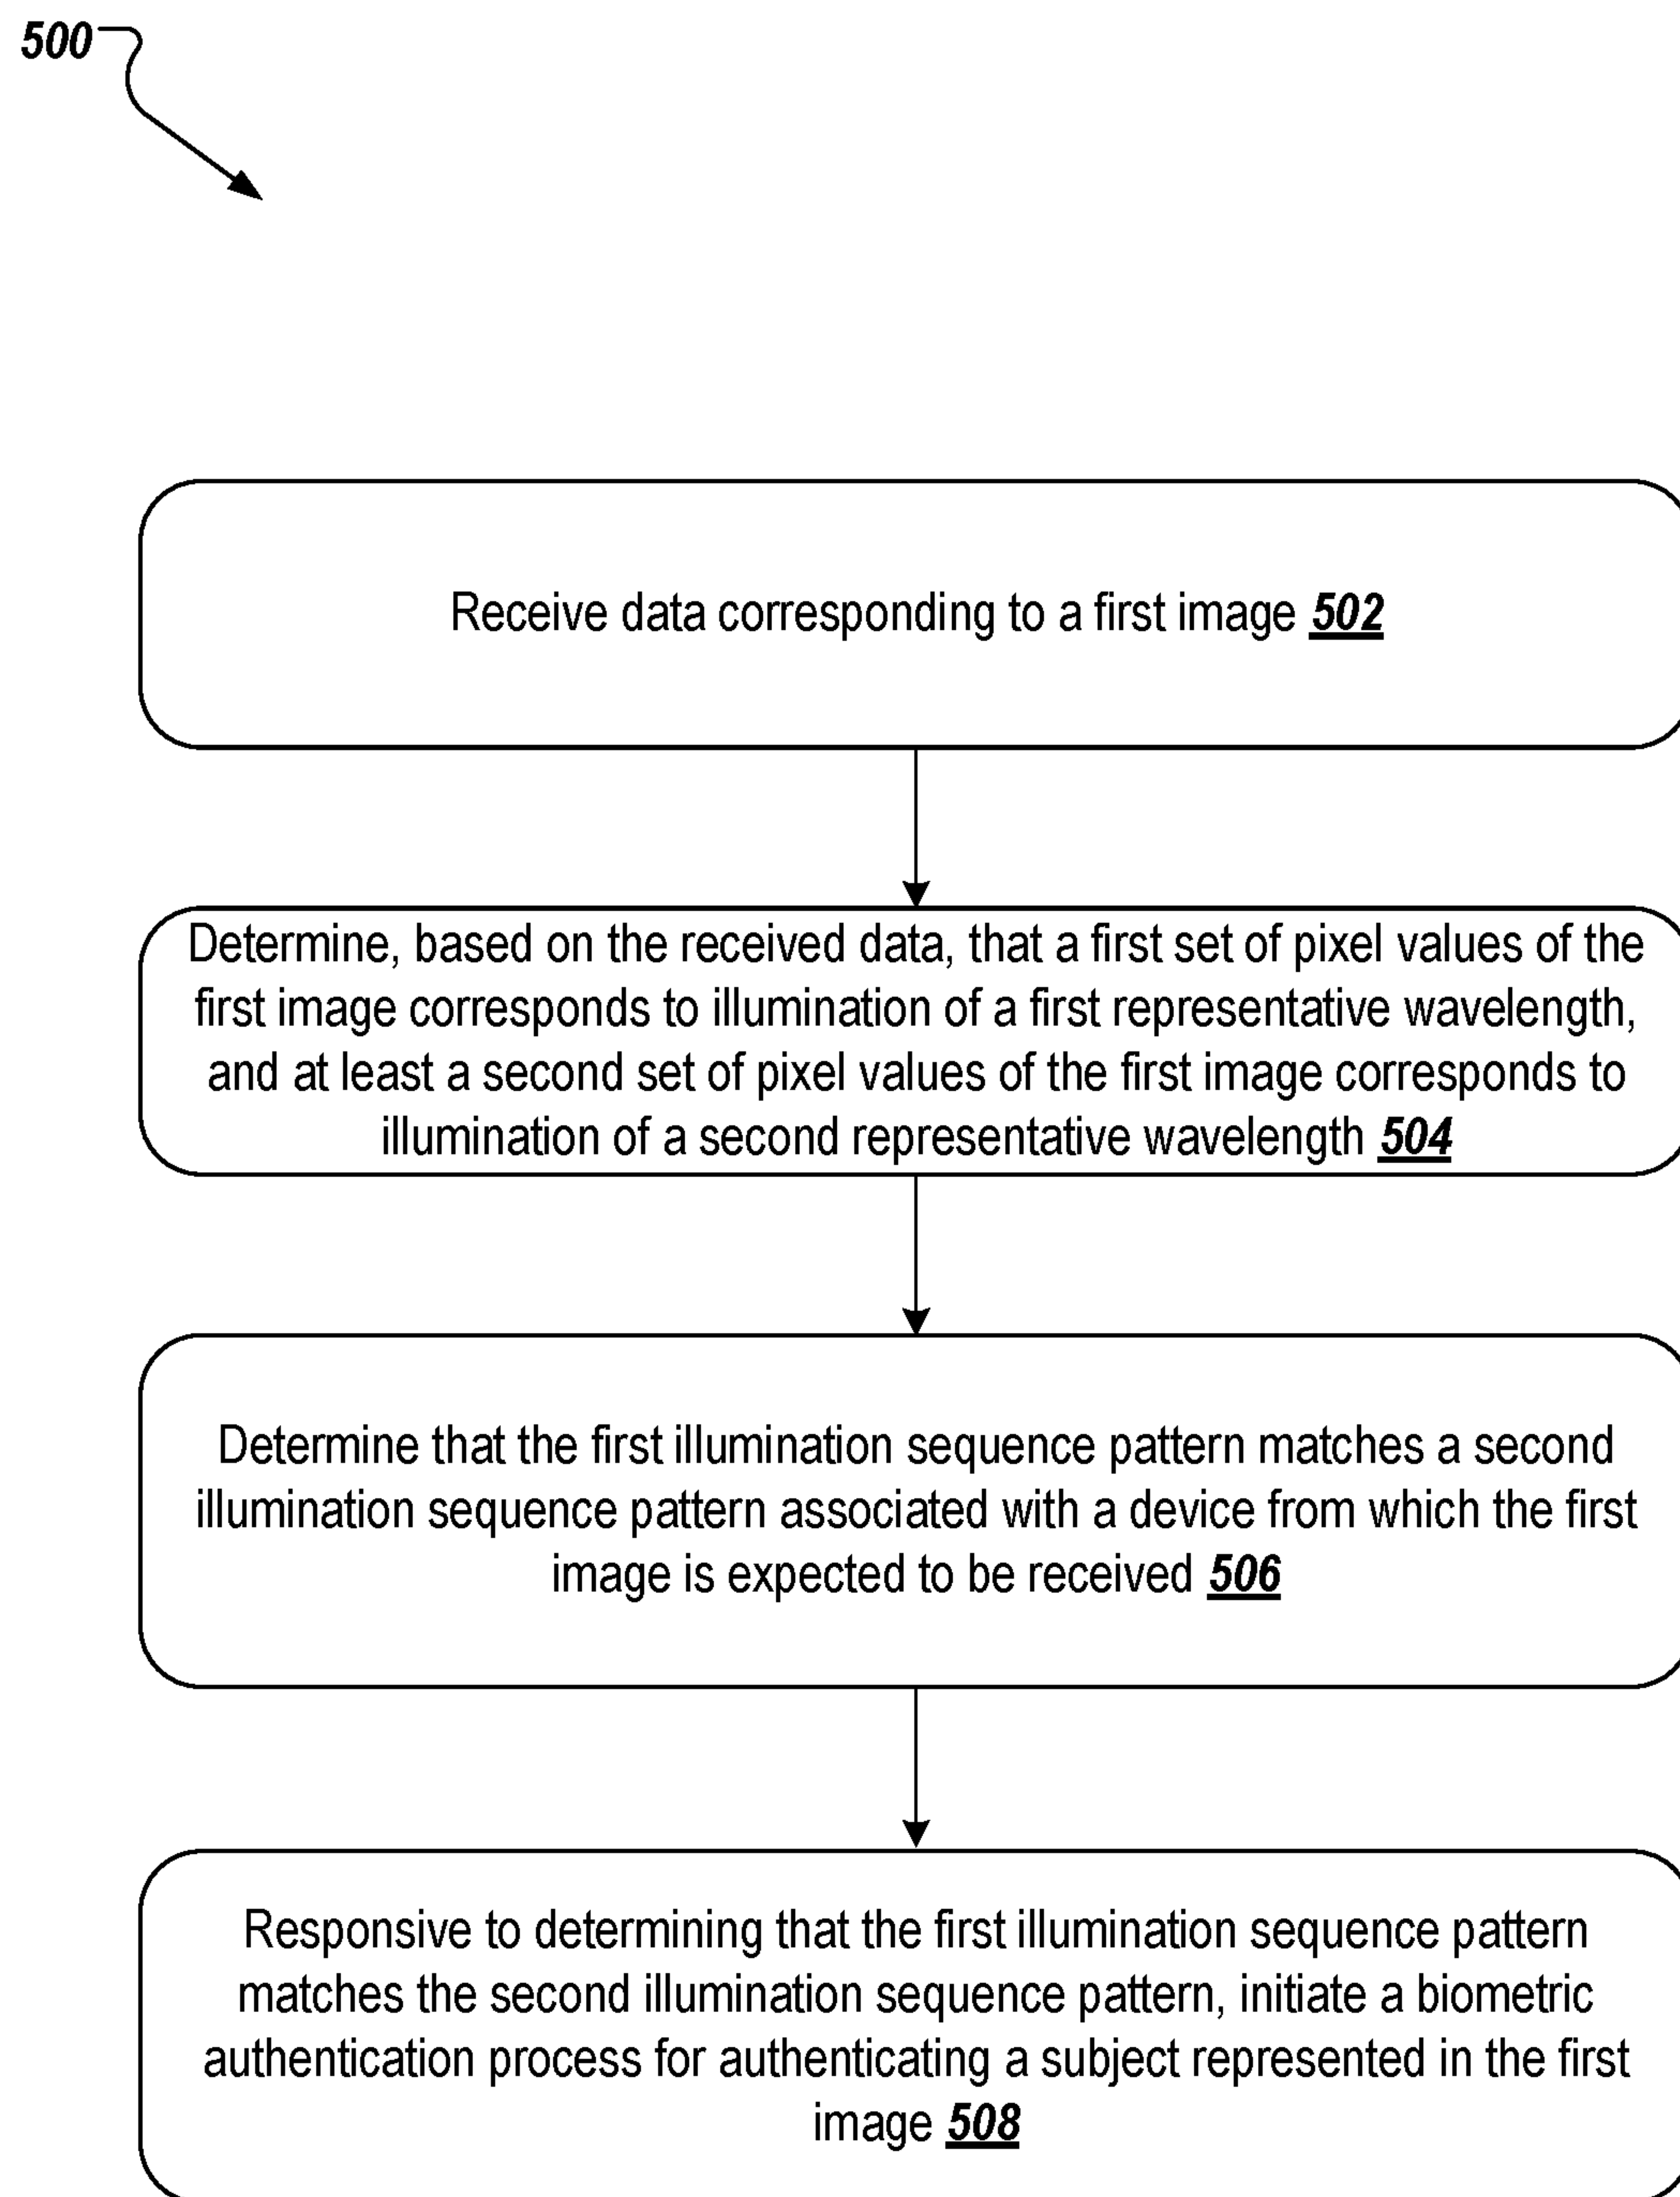 500
Receive data corresponding to a first image 502
Determine, based on the received data, that a first set of pixel values of the
first image corresponds to illumination of a first representative wavelength,
and at least a second set of pixel values of the first image corresponds to
illumination of a second representative wavelength 504
Determine that the first illumination sequence pattern matches a second
illumination sequence pattern associated with a device from which the first
image is expected to be received 506
Responsive to determining that the first illumination sequence pattern
matches the second illumination sequence pattern, initiate a biometric
authentication process for authenticating a subject represented in the first
image 508